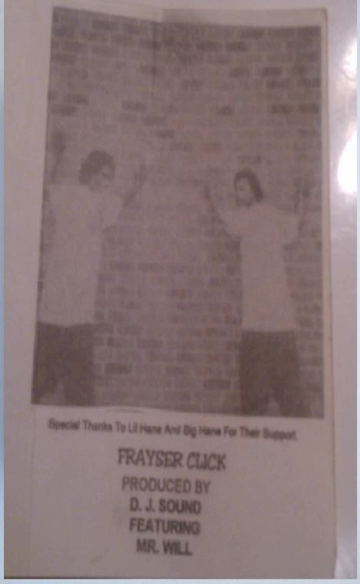 Special Thanks To Lil Hane And Big Hane For Their Support.
FRAYSER CLICK
PRODUCED BY
D. J. SOUND
FEATURING
MR. WILL